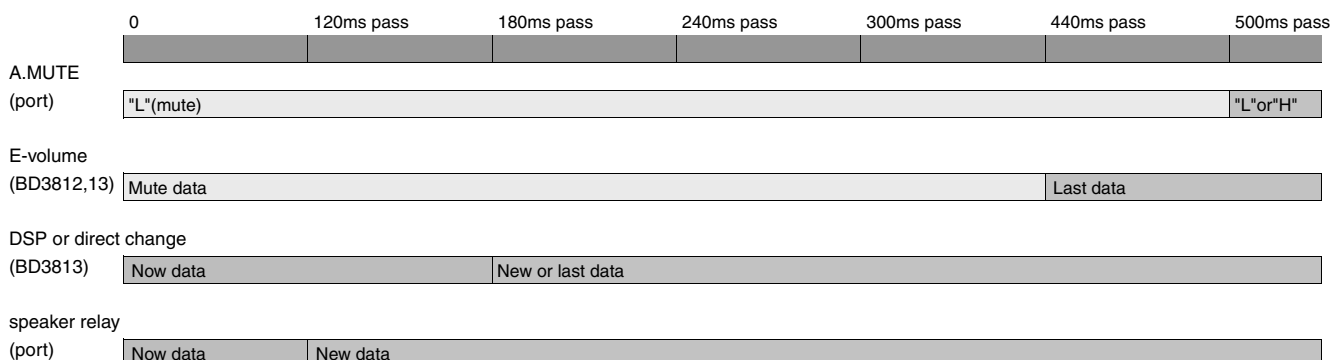 0 120ms pass 180ms pass 240ms pass 300ms pass 440ms pass 500ms pass
A.MUTE
(port) "L"(mute) "L"or"H"
E-volume
(BD3812,13) Mute data Last data
DSP or direct change
(BD3813) Now data New or last data
speaker relay
(port) Now data New data